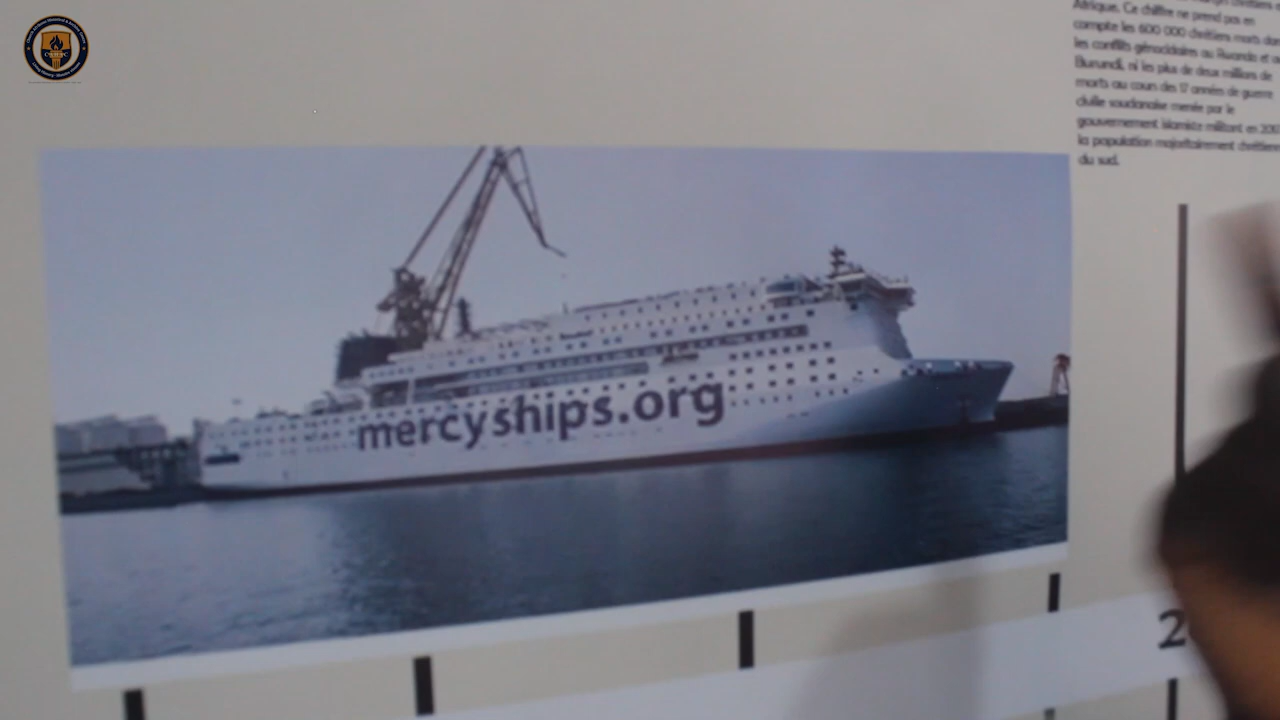 Afrique. Ce chiffre ne prend pas en
compte les 600 000 chrétiens morts dans
les conflits génocidaires au Rwanda et au
Burundi, ni les plus de deux millions de
morts au cours des 17 années de guerre
civile soudanaise menée par le
gouvernement islamiste militant en
la population majoritairement chrétienne
du sud.
mercyships.org
2